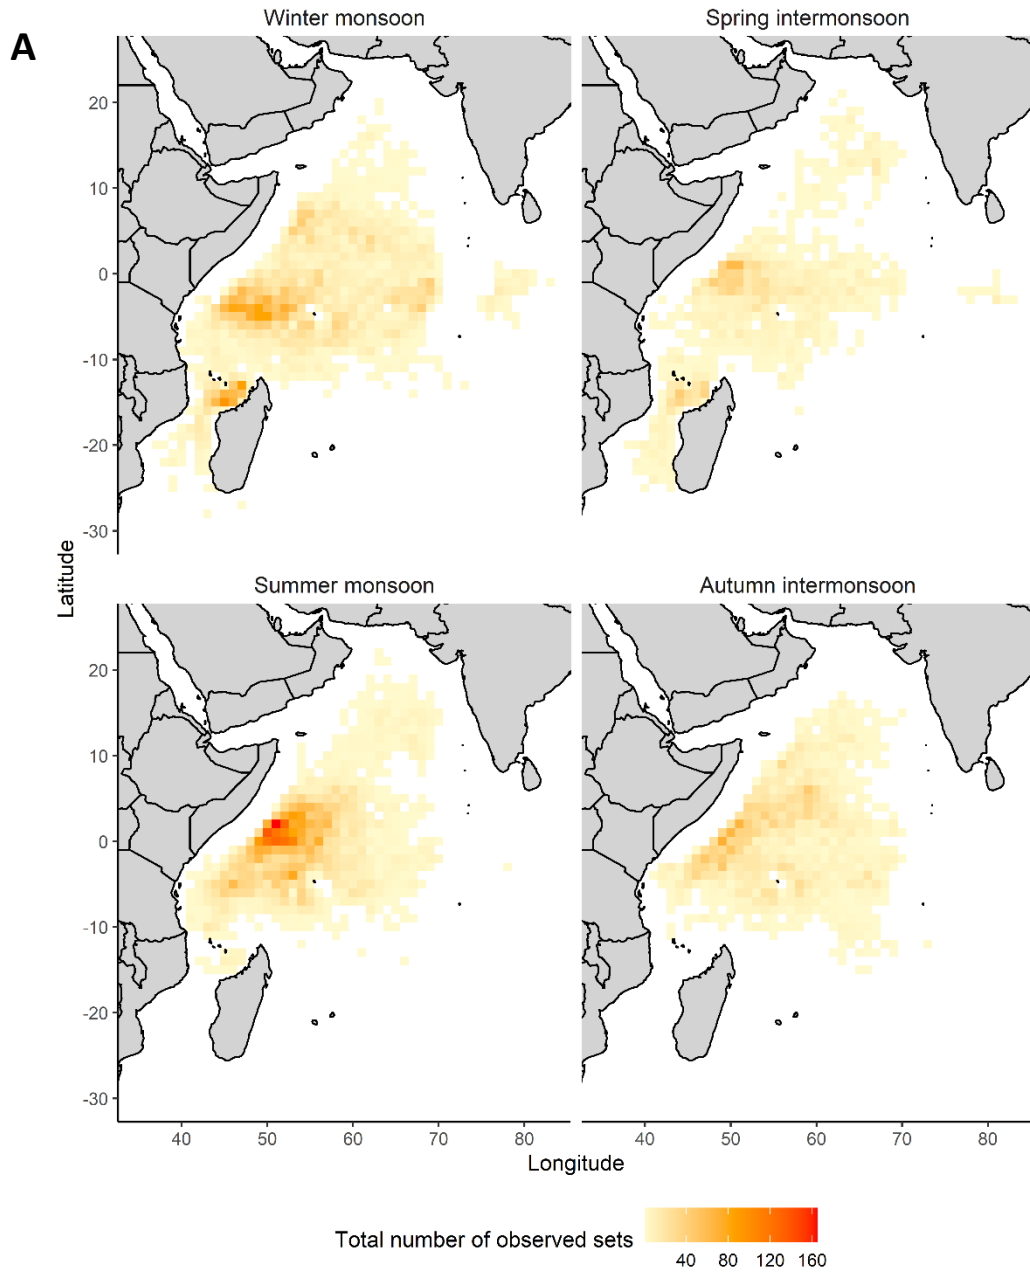 A
Winter monsoon
Spring intermonsoon
20
10
0
-10
-20
-30
Summer monsoon
Autumn intermonsoon
20
10
0
-10
-20
-30
Latitude
40 50 60 70 80
40 50 60 70 80
Longitude
Total number of observed sets
40 80 120 160